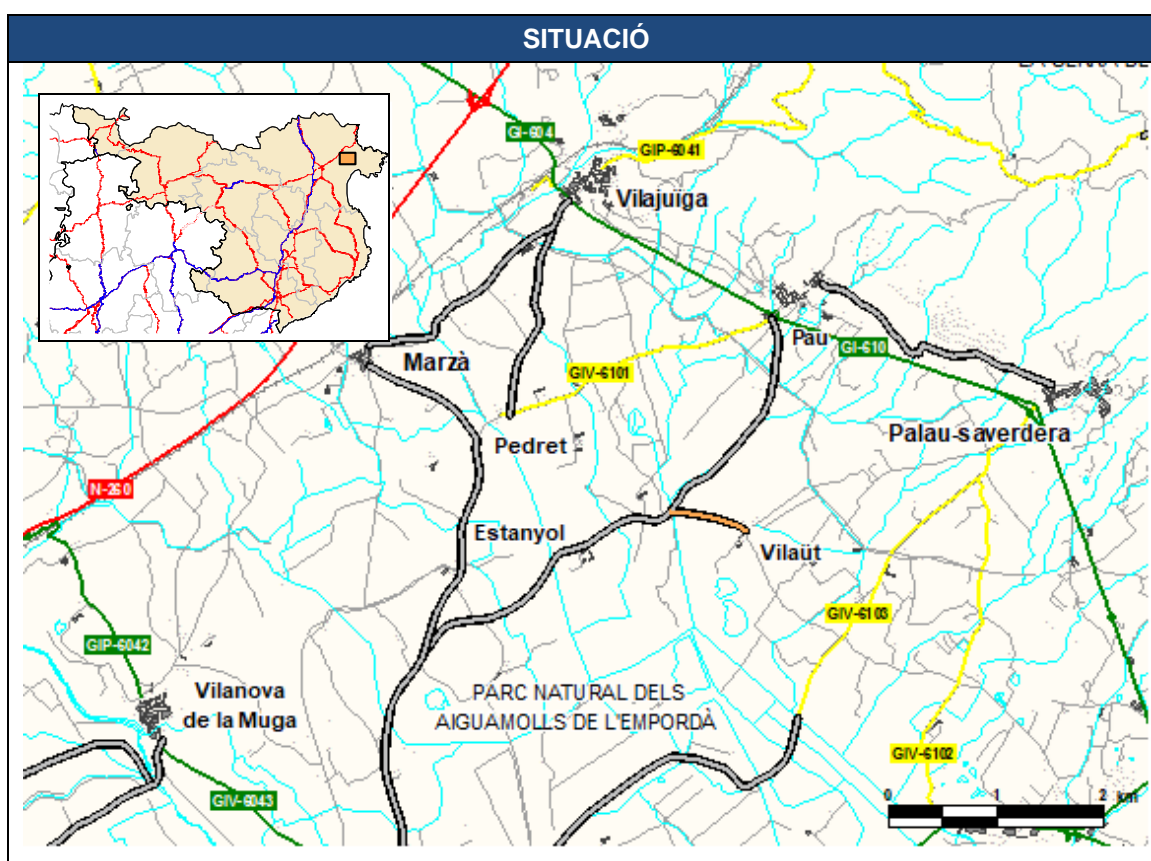 SITUACIÓ
GI-604
GIP-6041
Vilajuïga
Marzà
GIV-6101
Pau
GI-610
Pedret
Palau-saverdera
N-260
Estanyol
Vilaüt
GIV-6103
GIP-6042
Vilanova
de la Muga
PARC NATURAL DELS
AIGUAMOLLS DE L'EMPORDÀ
GIV-6102
GIV-6043
0 1 2 km